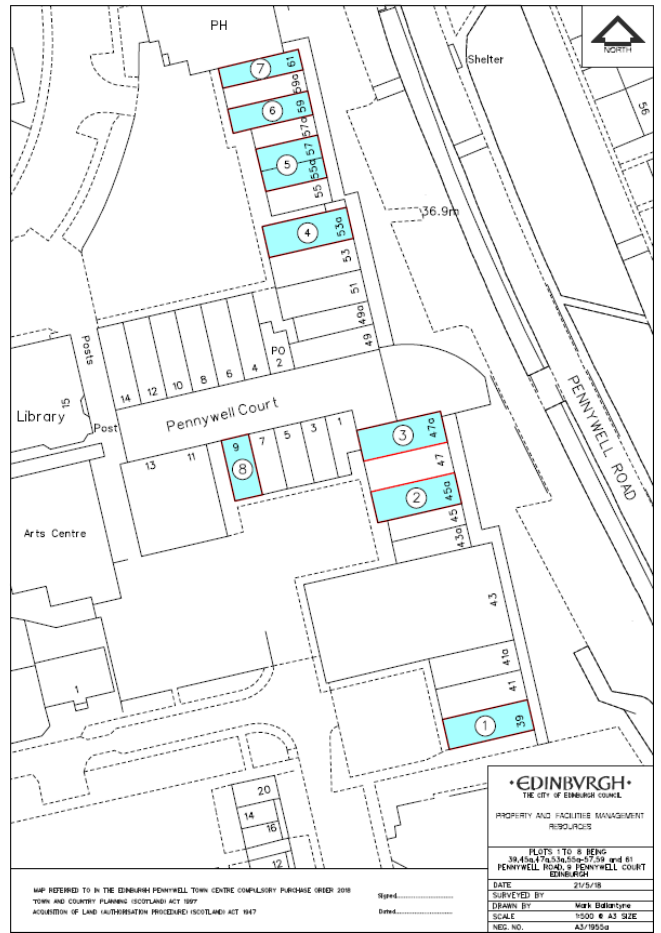 PH
NORTH
Shelter
7
61
59a
6
59
57a
57
5
55a
55
56
4
53a
36.9m
53
51
49a
49
PO
2
4
6
8
10
12
14
Posts
15
Library
Post
Pennywell Court
PENNYWELL ROAD
1
3
5
7
9
8
11
13
3
47a
47
2
45a
45
43a
Arts Centre
43
41a
41
1
39
1
20
14
16
12
·EDINBVRGH·
THE CITY OF EDINBURGH COUNCIL
PROPERTY AND FACILITIES MANAGEMENT
RESOURCES
PLOTS 1 TO 8 BEING
39,45a,47a,53a,55a-57,59 and 61
PENNYWELL ROAD, 9 PENNYWELL COURT
EDINBURGH
DATE 21/5/18
SURVEYED BY
DRAWN BY Mark Ballantyne
SCALE 1:500 @ A3 SIZE
NEG. NO. A3/1955a
MAP REFERRED TO IN THE EDINBURGH PENNYWELL TOWN CENTRE COMPULSORY PURCHASE ORDER 2018
TOWN AND COUNTRY PLANNING (SCOTLAND) ACT 1997
ACQUISITION OF LAND (AUTHORISATION PROCEDURE) (SCOTLAND) ACT 1947
Signed
Dated